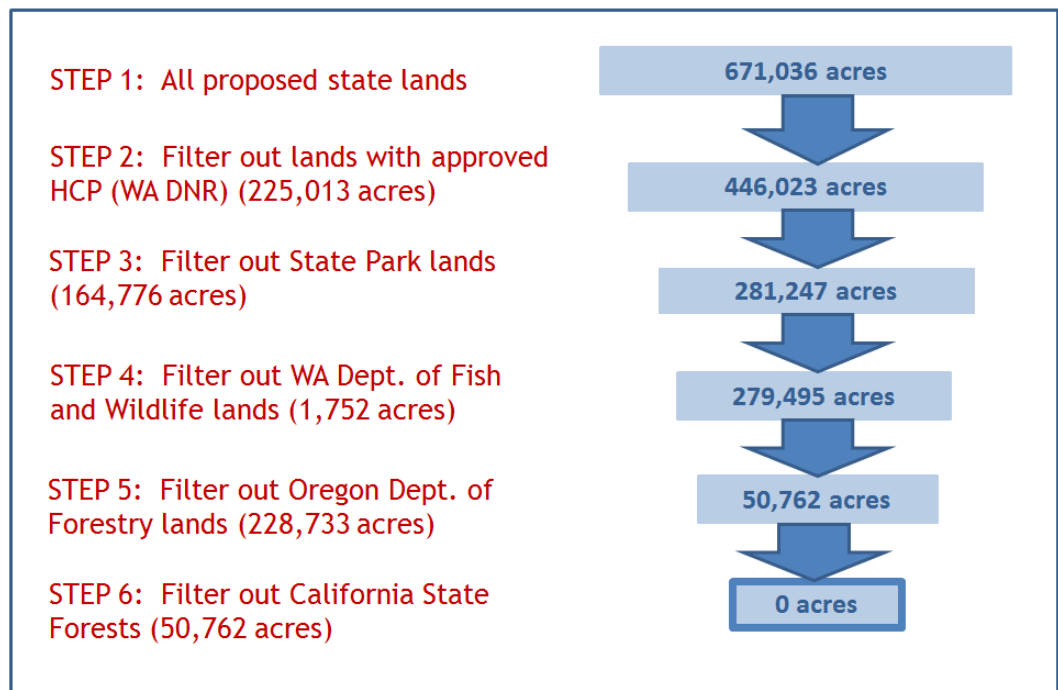 STEP 1: All proposed state lands
671,036 acres
STEP 2: Filter out lands with approved
HCP (WA DNR) (225,013 acres)
446,023 acres
STEP 3: Filter out State Park lands
(164,776 acres)
281,247 acres
STEP 4: Filter out WA Dept. of Fish
and Wildlife lands (1,752 acres)
279,495 acres
STEP 5: Filter out Oregon Dept. of
Forestry lands (228,733 acres)
50,762 acres
STEP 6: Filter out California State
Forests (50,762 acres)
0 acres